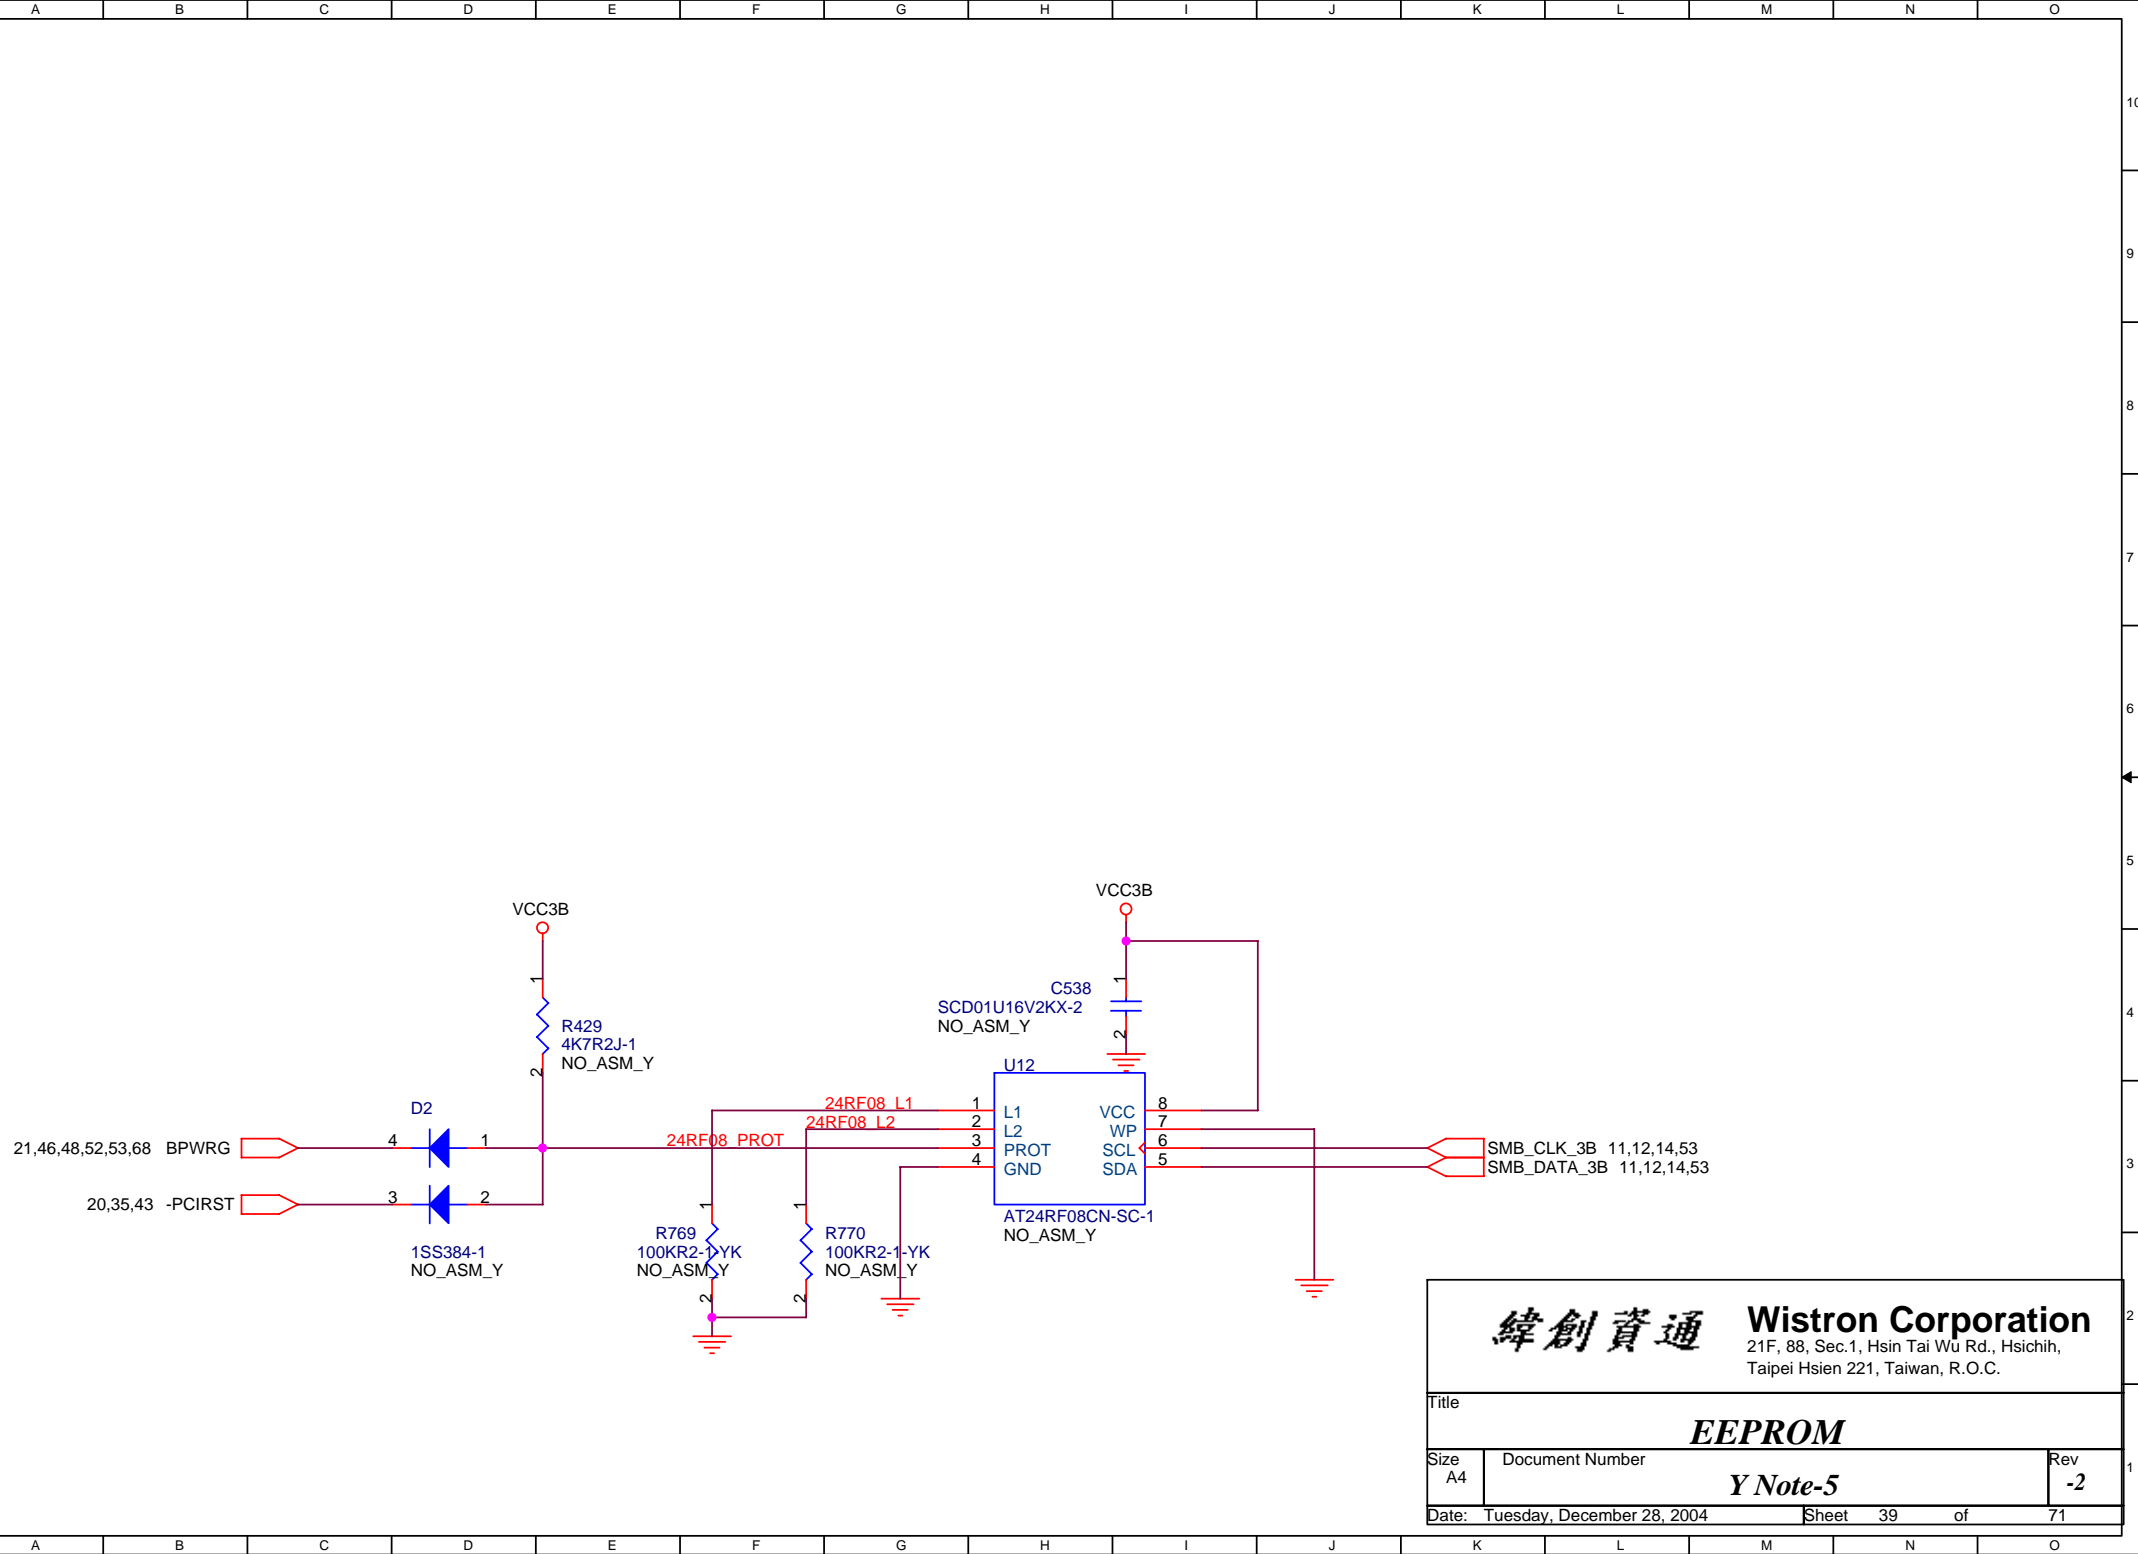 A B C D E F G H I J K L M N O
10
9
8
7
6
5
4
3
2
1
VCC3B
1
R429
4K7R2J-1
NO_ASM_Y
2
VCC3B
1
C538
SCD01U16V2KX-2
NO_ASM_Y
2
D2
21,46,48,52,53,68 BPWRG
4 1
20,35,43 -PCIRST
3 2
1SS384-1
NO_ASM_Y
24RF08_L1
24RF08_L2
24RF08_PROT
U12
1 L1 VCC 8
2 L2 WP 7
3 PROT SCL 6
4 GND SDA 5
AT24RF08CN-SC-1
NO_ASM_Y
SMB_CLK_3B 11,12,14,53
SMB_DATA_3B 11,12,14,53
1
R769
100KR2-1-YK
NO_ASM_Y
2
1
R770
100KR2-1-YK
NO_ASM_Y
2
緯創資通
Wistron Corporation
21F, 88, Sec.1, Hsin Tai Wu Rd., Hsichih,
Taipei Hsien 221, Taiwan, R.O.C.
Title
EEPROM
Size Document Number Rev
A4 Y Note-5 -2
Date: Tuesday, December 28, 2004 Sheet 39 of 71
A B C D E F G H I J K L M N O